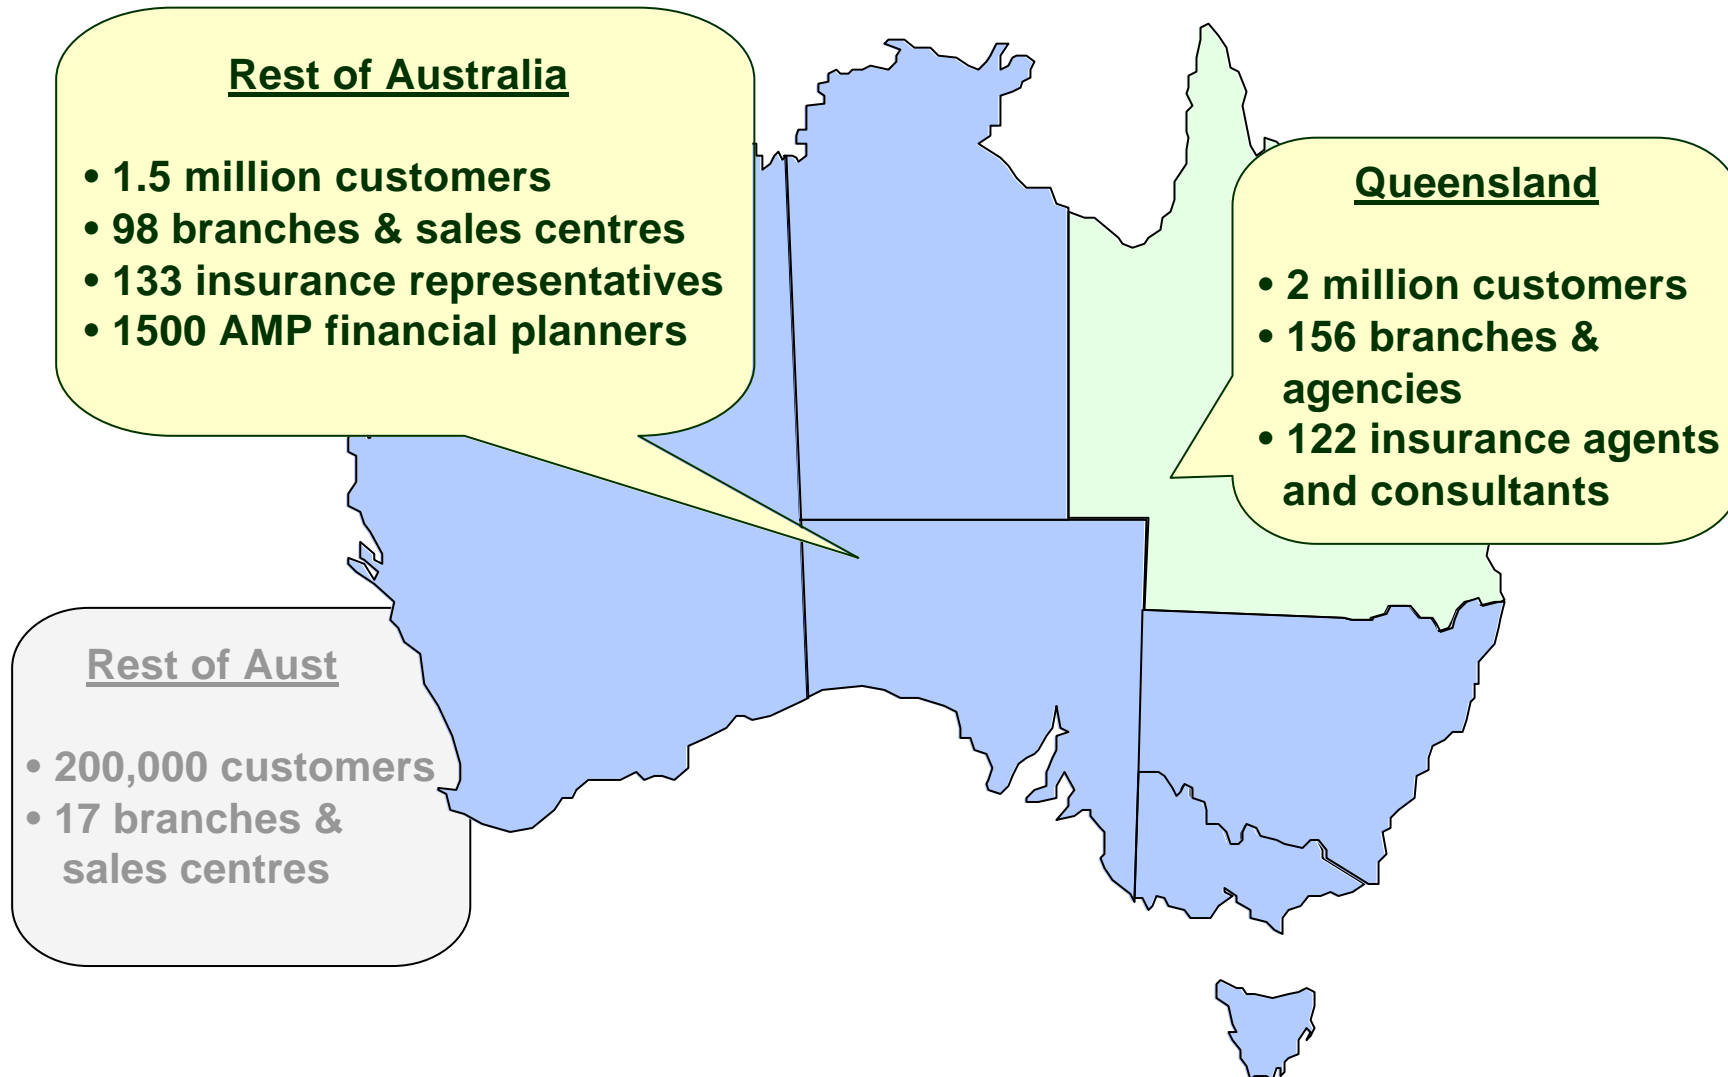 Rest of Australia
• 1.5 million customers
• 98 branches & sales centres
• 133 insurance representatives
• 1500 AMP financial planners
Queensland
• 2 million customers
• 156 branches &
agencies
• 122 insurance agents
and consultants
Rest of Aust
• 200,000 customers
• 17 branches &
sales centres